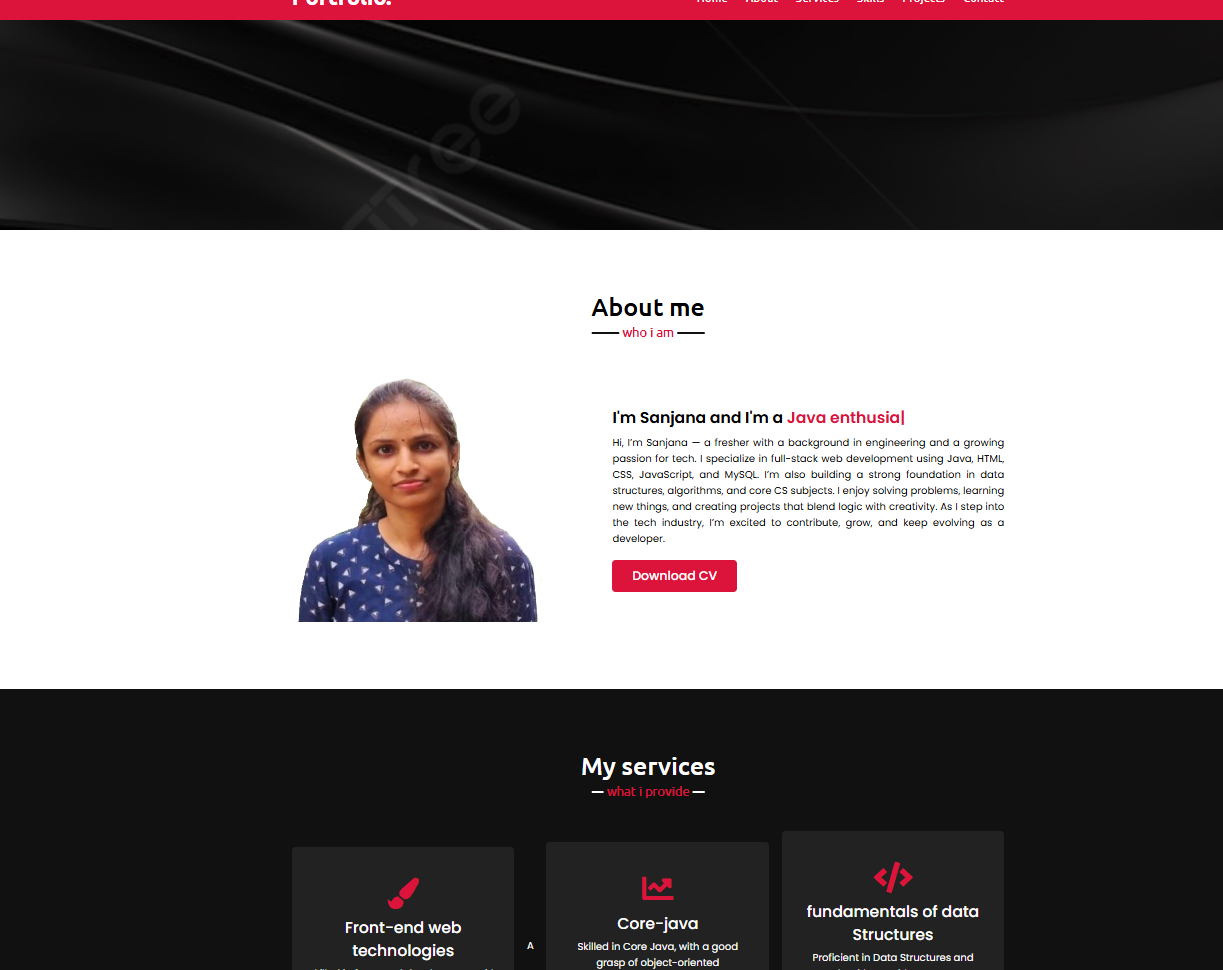 Portfolio.
Home About Services Skills Projects Contact
About me
who i am
I'm Sanjana and I'm a Java enthusia|
Hi, I'm Sanjana — a fresher with a background in engineering and a growing
passion for tech. I specialize in full-stack web development using Java, HTML,
CSS, JavaScript, and MySQL. I'm also building a strong foundation in data
structures, algorithms, and core CS subjects. I enjoy solving problems, learning
new things, and creating projects that blend logic with creativity. As I step into
the tech industry, I'm excited to contribute, grow, and keep evolving as a
developer.
Download CV
My services
what i provide
Front-end web
technologies
A
Core-java
Skilled in Core Java, with a good
grasp of object-oriented
fundamentals of data
Structures
Proficient in Data Structures and